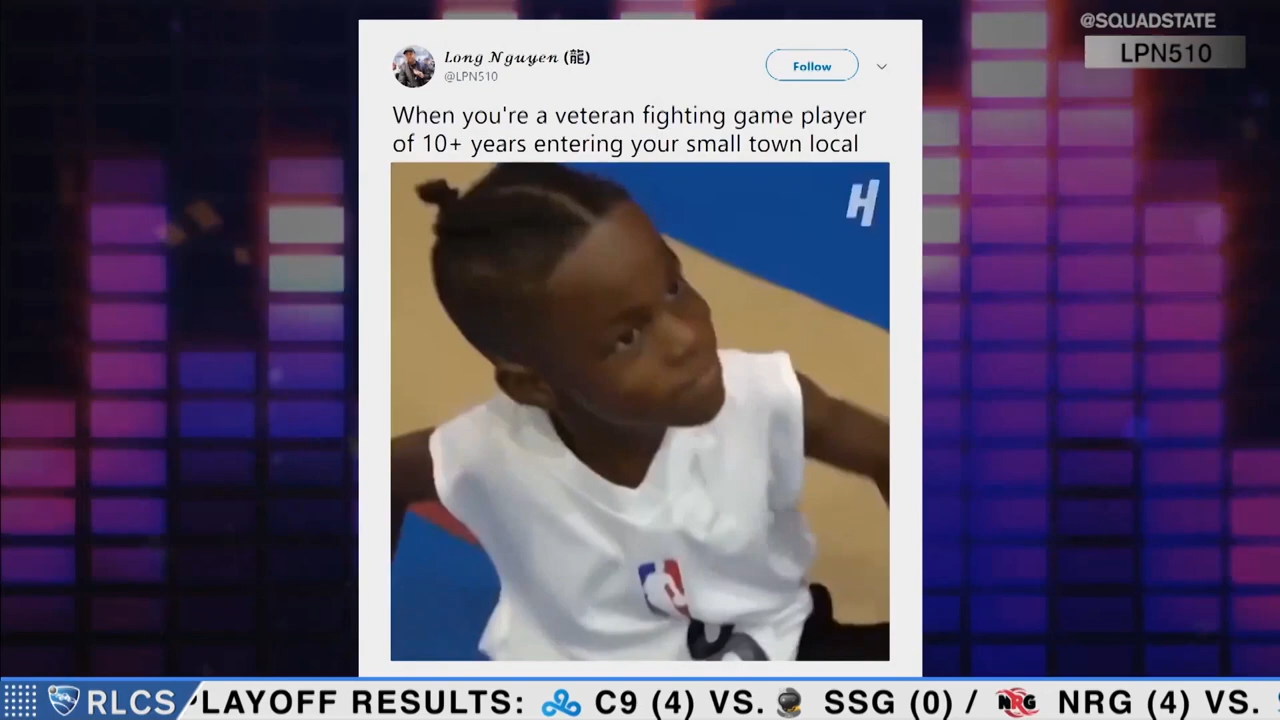 @SQUADSTATE
LPN510
Long Nguyen (龍)
@LPN510
Follow
When you're a veteran fighting game player
of 10+ years entering your small town local
H
RLCS PLAYOFF RESULTS: C9 (4) VS. SSG (0) / NRG (4) VS.